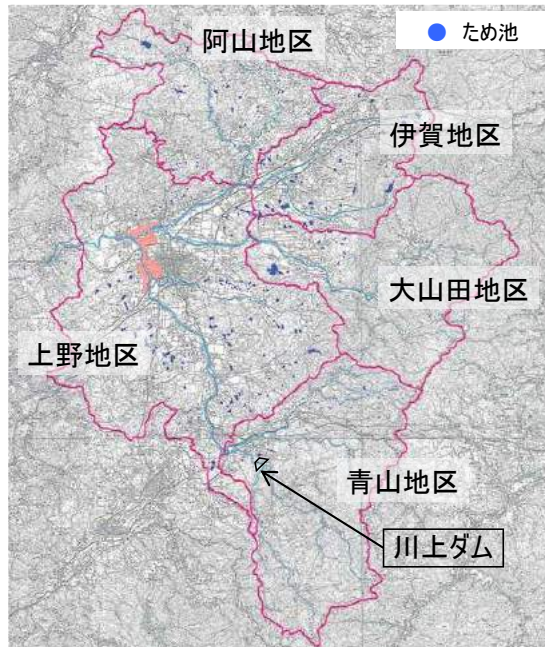 阿山地区
ため池
伊賀地区
大山田地区
上野地区
青山地区
川上ダム